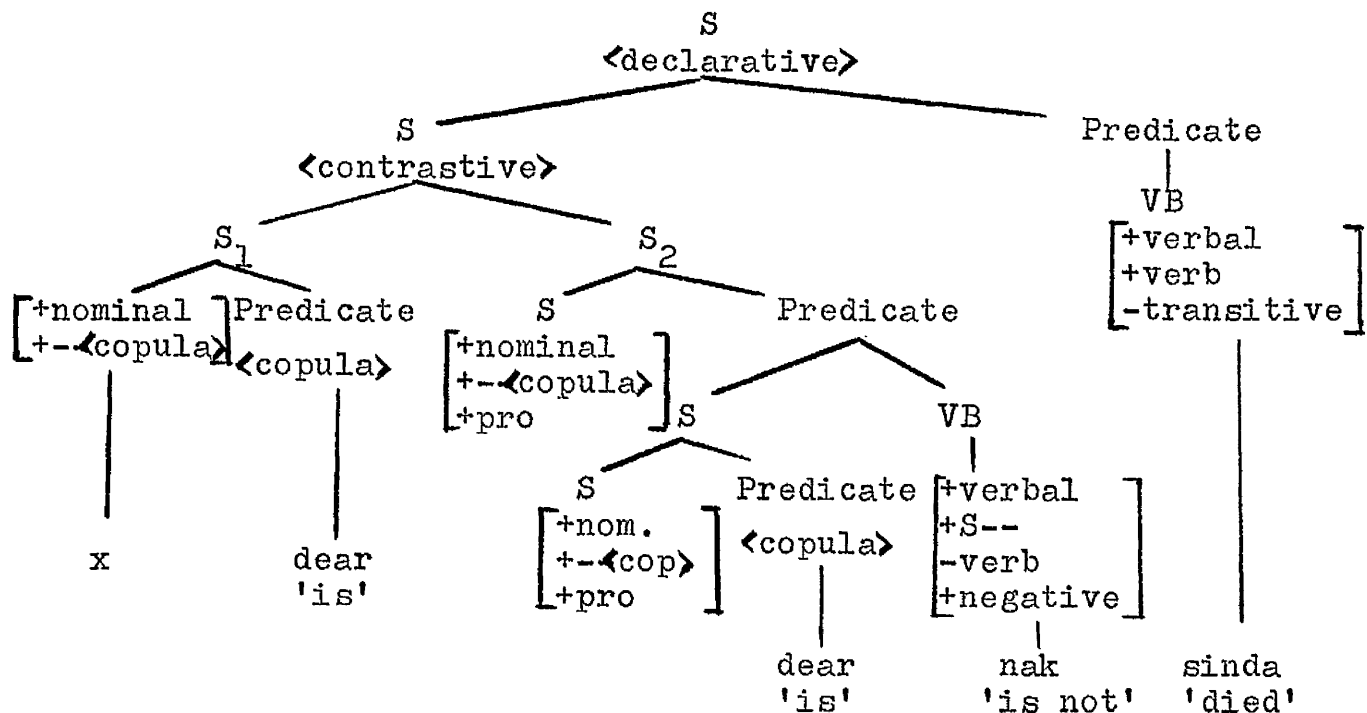 S
<declarative>
S
<contrastive>
Predicate
VB
[+verbal
+verb
-transitive]
S1
S2
[+nominal
+--<copula>]
Predicate
<copula>
S
[+nominal
+--<copula>
+pro]
Predicate
S
VB
S
[+nom.
+--<cop>
+pro]
Predicate
<copula>
[+verbal
+S--
-verb
+negative]
x
dear
'is'
dear
'is'
nak
'is not'
sinda
'died'